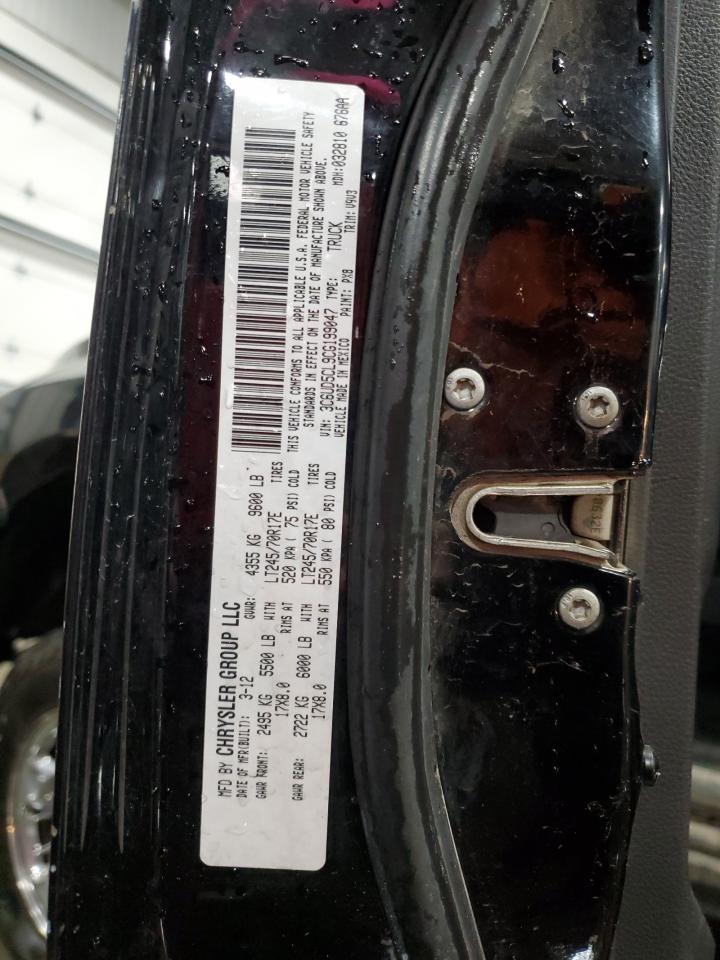 MFD BY CHRYSLER GROUP LLC
DATE OF MFR(BUILT): 3-12 GVWR: 4355 KG 9600 LB
GAWR FRONT: 2495 KG 5500 LB WITH LT245/70R17E TIRES
17X8.0 RIMS AT 520 KPA ( 75 PSI) COLD
GAWR REAR: 2722 KG 6000 LB WITH LT245/70R17E TIRES
17X8.0 RIMS AT 550 KPA ( 80 PSI) COLD
THIS VEHICLE CONFORMS TO ALL APPLICABLE U.S.A. FEDERAL MOTOR VEHICLE SAFETY
STANDARDS IN EFFECT ON THE DATE OF MANUFACTURE SHOWN ABOVE.
VIN: 3C6UD5CL9CG199047 TYPE: TRUCK MDH:032810 676AA
VEHICLE MADE IN MEXICO PAINT: PX8 TRIM: V9V3